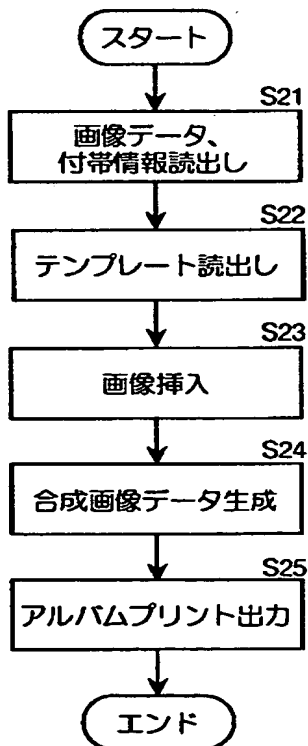 スタート
S21
画像データ、
付帯情報読出し
S22
テンプレート読出し
S23
画像挿入
S24
合成画像データ生成
S25
アルバムプリント出力
エンド